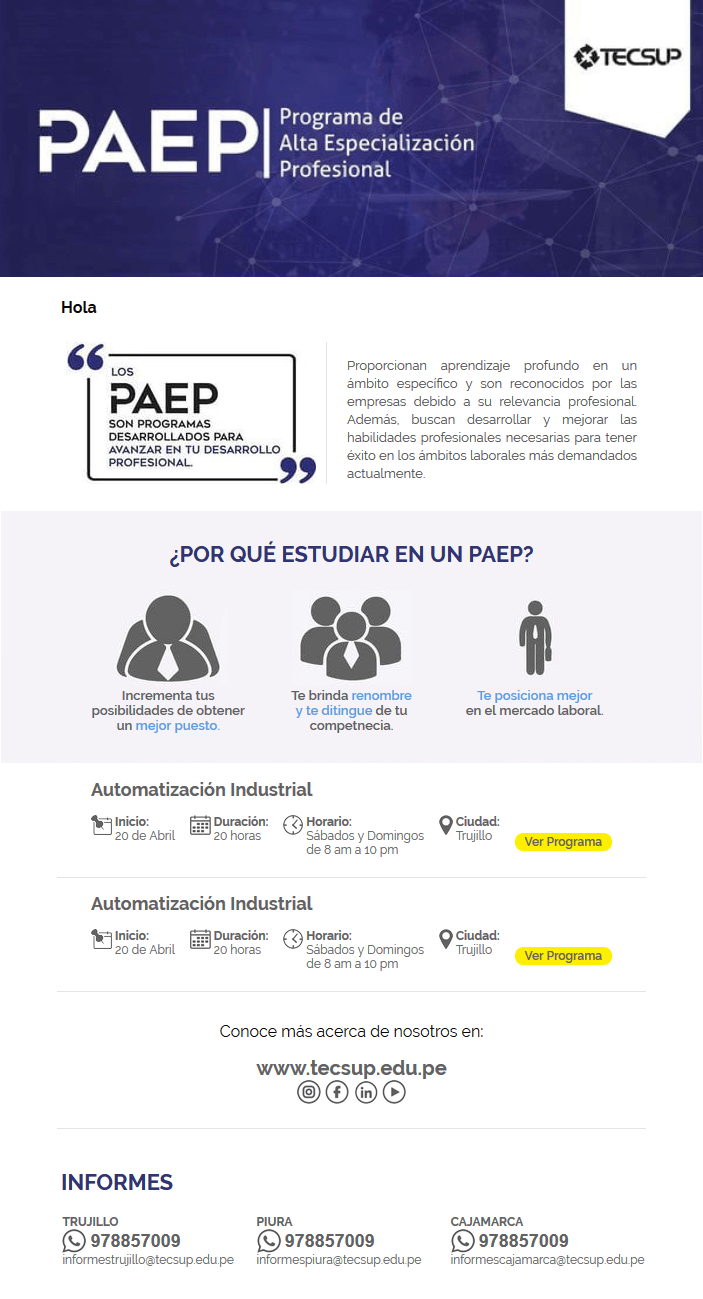 TECSUP
PAEP
Programa de
Alta Especialización
Profesional
Hola
LOS
PAEP
SON PROGRAMAS
DESARROLLADOS PARA
AVANZAR EN TU DESARROLLO
PROFESIONAL.
Proporcionan aprendizaje profundo en un
ámbito específico y son reconocidos por las
empresas debido a su relevancia profesional.
Además, buscan desarrollar y mejorar las
habilidades profesionales necesarias para tener
éxito en los ámbitos laborales más demandados
actualmente.
¿POR QUÉ ESTUDIAR EN UN PAEP?
Incrementa tus
posibilidades de obtener
un mejor puesto.
Te brinda renombre
y te ditingue de tu
competnecia.
Te posiciona mejor
en el mercado laboral.
Automatización Industrial
Inicio:
20 de Abril
Duración:
20 horas
Horario:
Sábados y Domingos
de 8 am a 10 pm
Ciudad:
Trujillo
Ver Programa
Automatización Industrial
Inicio:
20 de Abril
Duración:
20 horas
Horario:
Sábados y Domingos
de 8 am a 10 pm
Ciudad:
Trujillo
Ver Programa
Conoce más acerca de nosotros en:
www.tecsup.edu.pe
INFORMES
TRUJILLO
978857009
informestrujillo@tecsup.edu.pe
PIURA
978857009
informespiura@tecsup.edu.pe
CAJAMARCA
978857009
informescajamarca@tecsup.edu.pe